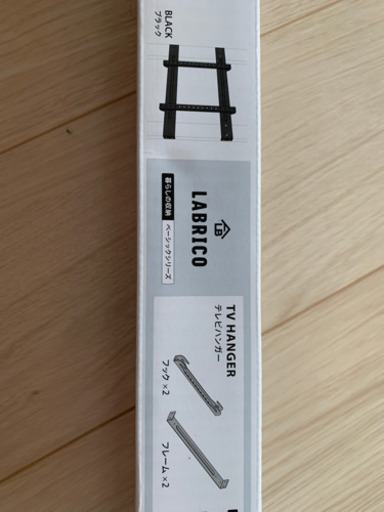 BLACK
ブラック
LB
LABRICO
暮らしの収納 ベーシックシリーズ
TV HANGER
テレビハンガー
フック×2
フレーム×2